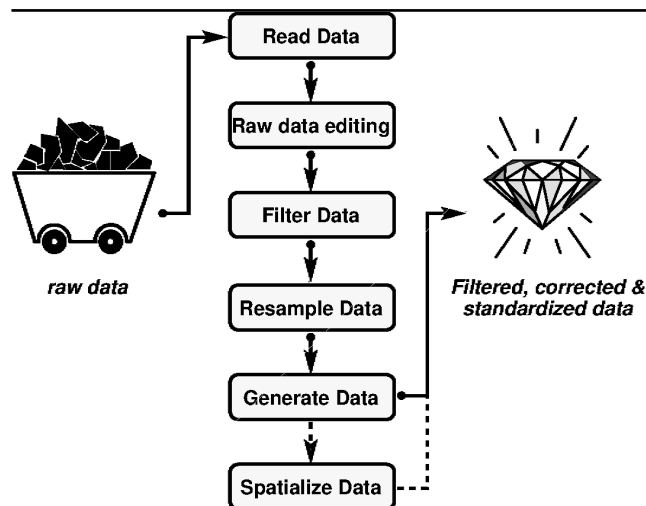 Read Data
Raw data editing
Filter Data
raw data
Filtered, corrected &
standardized data
Resample Data
Generate Data
Spatialize Data